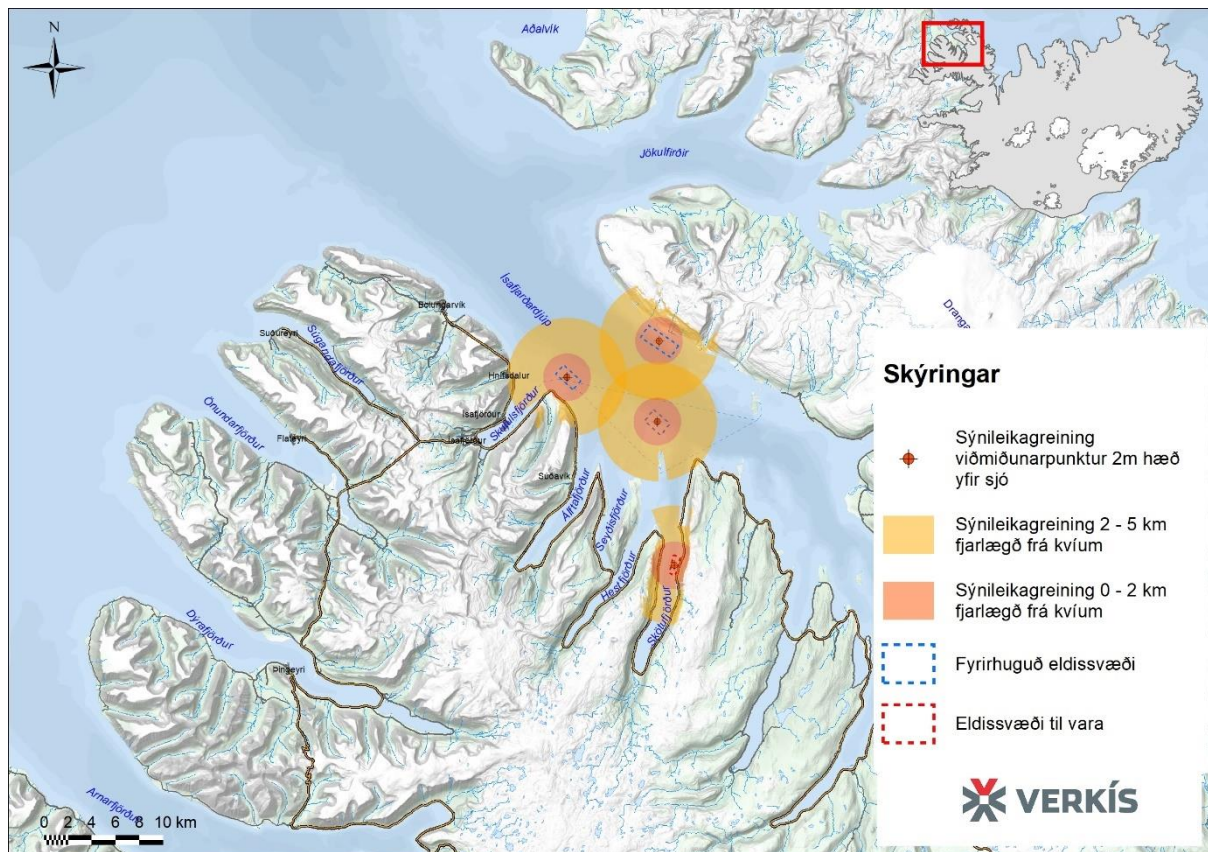 N
Aðalvík
Jökulfirðir
Ísafjarðardjúp
Bolungarvík
Suðureyri
Súgandafjörður
Hnífsdalur
Ísafjörður
Ísafjörður
Skutulsfjörður
Önundarfjörður
Flateyri
Súðavík
Álftafjörður
Seyðisfjörður
Hestfjörður
Skötufjörður
Dýrafjörður
Þingeyri
Arnarfjörður
0 2 4 6 8 10 km
Dranga
Skýringar
Sýnileikagreining
viðmiðunarpunktur 2m hæð
yfir sjó
Sýnileikagreining 2 - 5 km
fjarlægð frá kvíum
Sýnileikagreining 0 - 2 km
fjarlægð frá kvíum
Fyrirhuguð eldissvæði
Eldissvæði til vara
VERKÍS